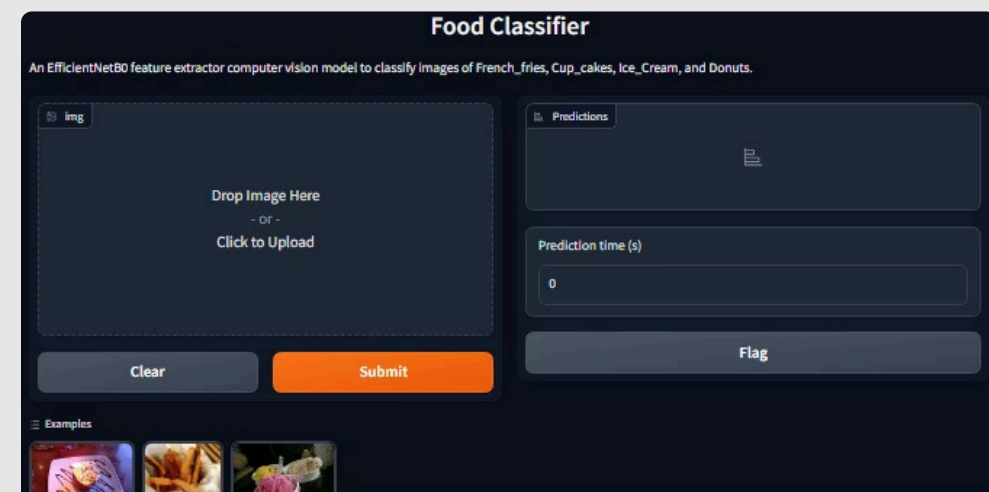 Food Classifier
An EfficientNetB0 feature extractor computer vision model to classify images of French_fries, Cup_cakes, Ice_Cream, and Donuts.
img
Drop Image Here
- or -
Click to Upload
Clear
Submit
Predictions
Prediction time (s)
0
Flag
Examples